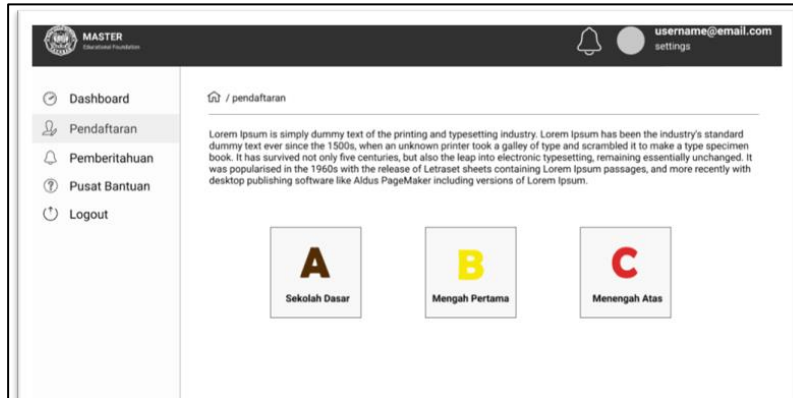 MASTER
Educational Foundation
username@email.com
settings
Dashboard
Pendaftaran
Pemberitahuan
Pusat Bantuan
Logout
/ pendaftaran
Lorem Ipsum is simply dummy text of the printing and typesetting industry. Lorem Ipsum has been the industry's standard
dummy text ever since the 1500s, when an unknown printer took a galley of type and scrambled it to make a type specimen
book. It has survived not only five centuries, but also the leap into electronic typesetting, remaining essentially unchanged. It
was popularised in the 1960s with the release of Letraset sheets containing Lorem Ipsum passages, and more recently with
desktop publishing software like Aldus PageMaker including versions of Lorem Ipsum.
A
Sekolah Dasar
B
Mengah Pertama
C
Menengah Atas